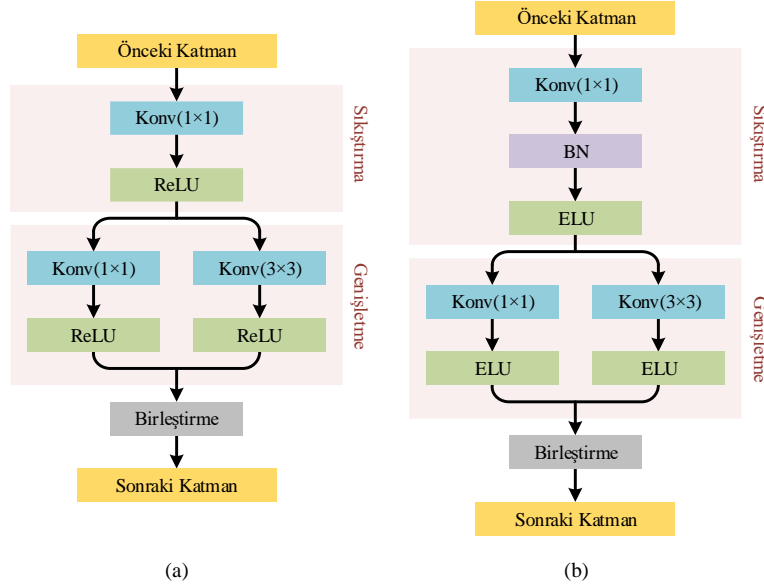 Önceki Katman
Konv(1×1)
ReLU
Sıkıştırma
Konv(1×1)
Konv(3×3)
ReLU
ReLU
Genişletme
Birleştirme
Sonraki Katman
(a)
Önceki Katman
Konv(1×1)
BN
ELU
Sıkıştırma
Konv(1×1)
Konv(3×3)
ELU
ELU
Genişletme
Birleştirme
Sonraki Katman
(b)